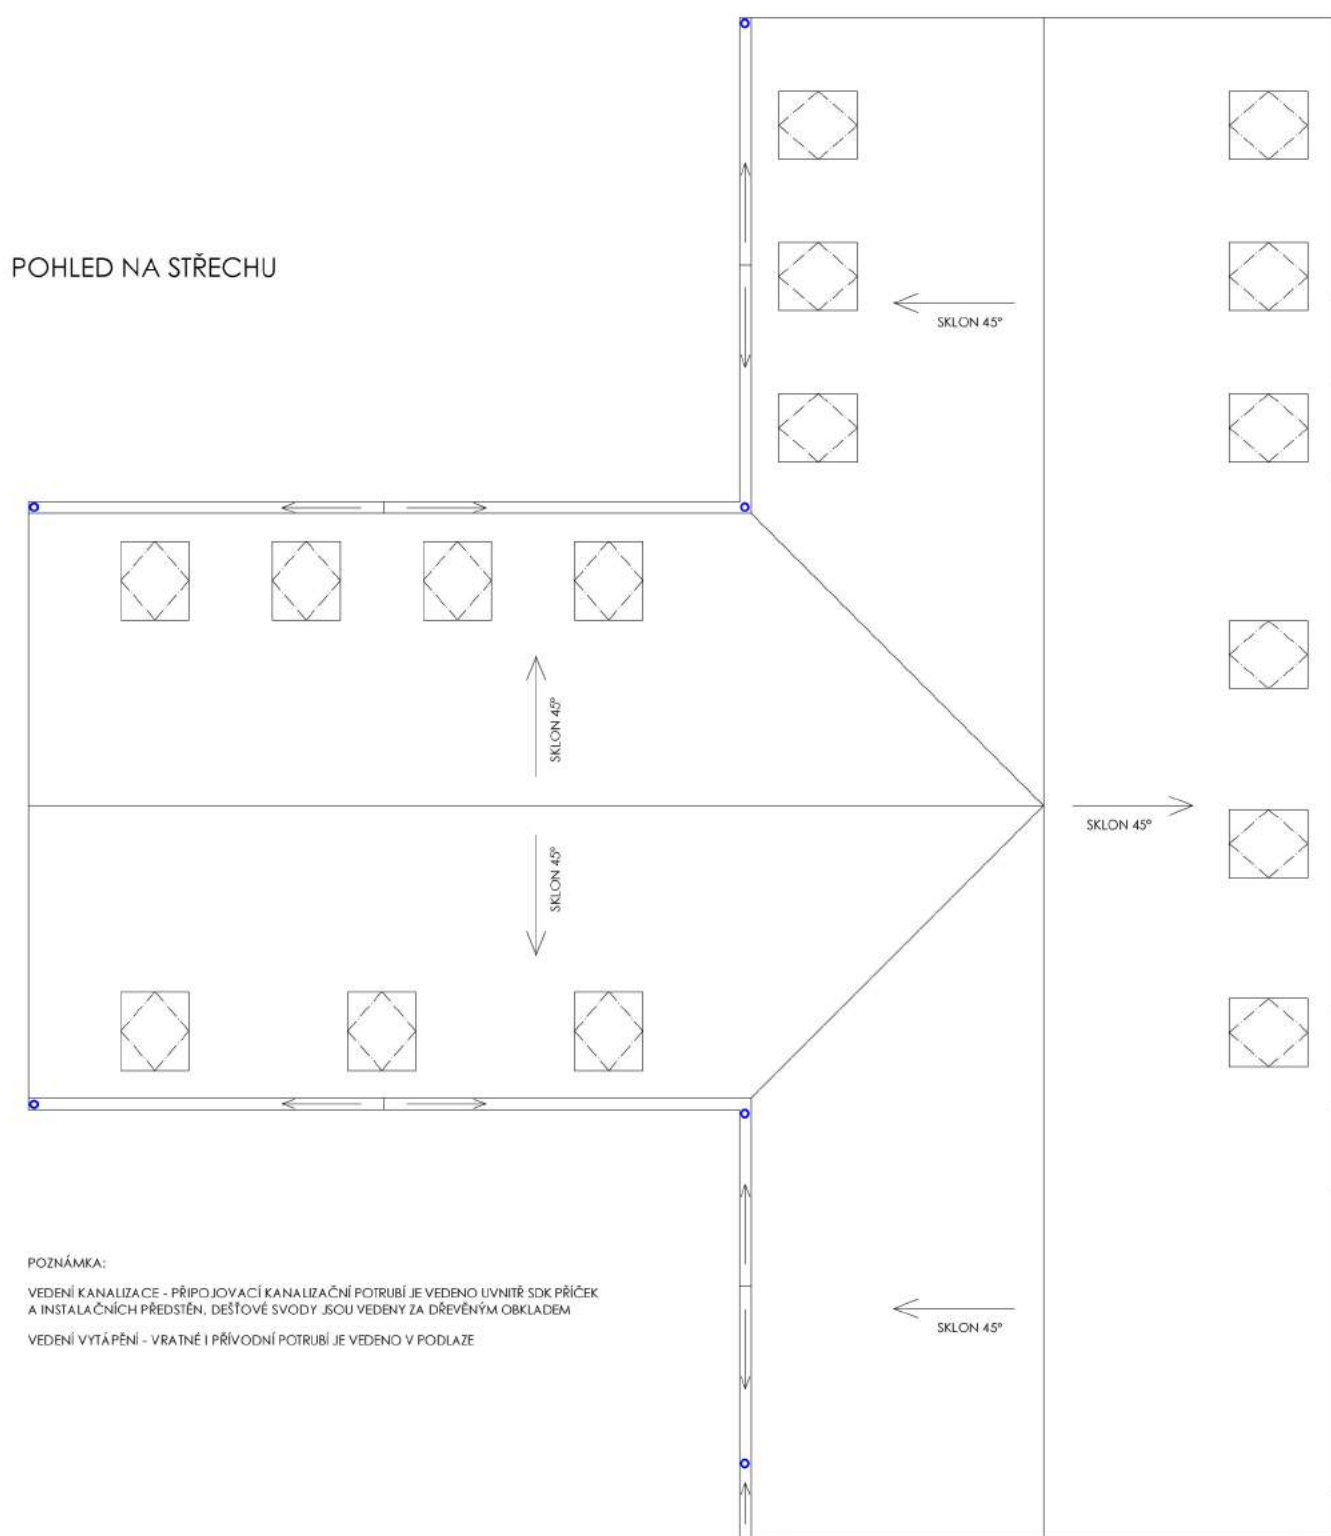 POHLED NA STŘECHU
SKLON 45°
SKLON 45°
SKLON 45°
SKLON 45°
POZNÁMKA:
VEDENÍ KANALIZACE - PŘIPOJOVACÍ KANALIZAČNÍ POTRUBÍ JE VEDENO UVNITŘ SDK PŘÍČEK
A INSTALAČNÍCH PŘEDSTĚN, DEŠŤOVÉ SVODY JSOU VEDENY ZA DŘEVĚNÝM OBKLADEM
VEDENÍ VYTÁPĚNÍ - VRATNÉ I PŘÍVODNÍ POTRUBÍ JE VEDENO V PODLAZE
SKLON 45°